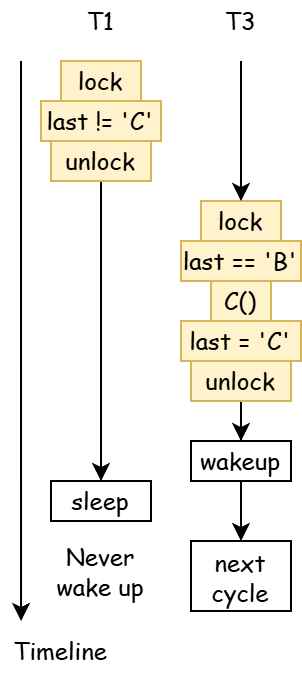 T1
T3
lock
last != 'C'
unlock
lock
last == 'B'
C()
last = 'C'
unlock
wakeup
sleep
Never
wake up
next
cycle
Timeline